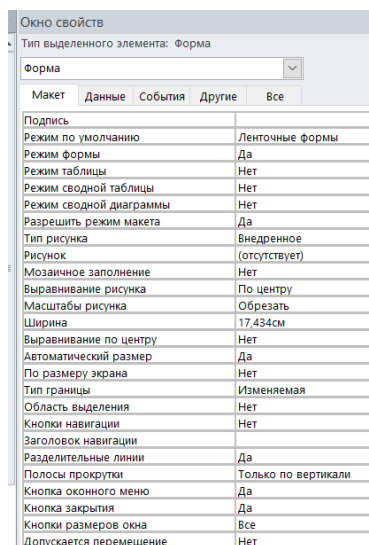 Окно свойств
Тип выделенного элемента: Форма
Форма
Макет Данные События Другие Все
Подпись
Режим по умолчанию Ленточные формы
Режим формы Да
Режим таблицы Нет
Режим сводной таблицы Нет
Режим сводной диаграммы Нет
Разрешить режим макета Да
Тип рисунка Внедренное
Рисунок (отсутствует)
Мозаичное заполнение Нет
Выравнивание рисунка По центру
Масштабы рисунка Обрезать
Ширина 17,434см
Выравнивание по центру Нет
Автоматический размер Да
По размеру экрана Нет
Тип границы Изменяемая
Область выделения Нет
Кнопки навигации Нет
Заголовок навигации
Разделительные линии Да
Полосы прокрутки Только по вертикали
Кнопка оконного меню Да
Кнопка закрытия Да
Кнопки размеров окна Все
Допускается перемещение Нет